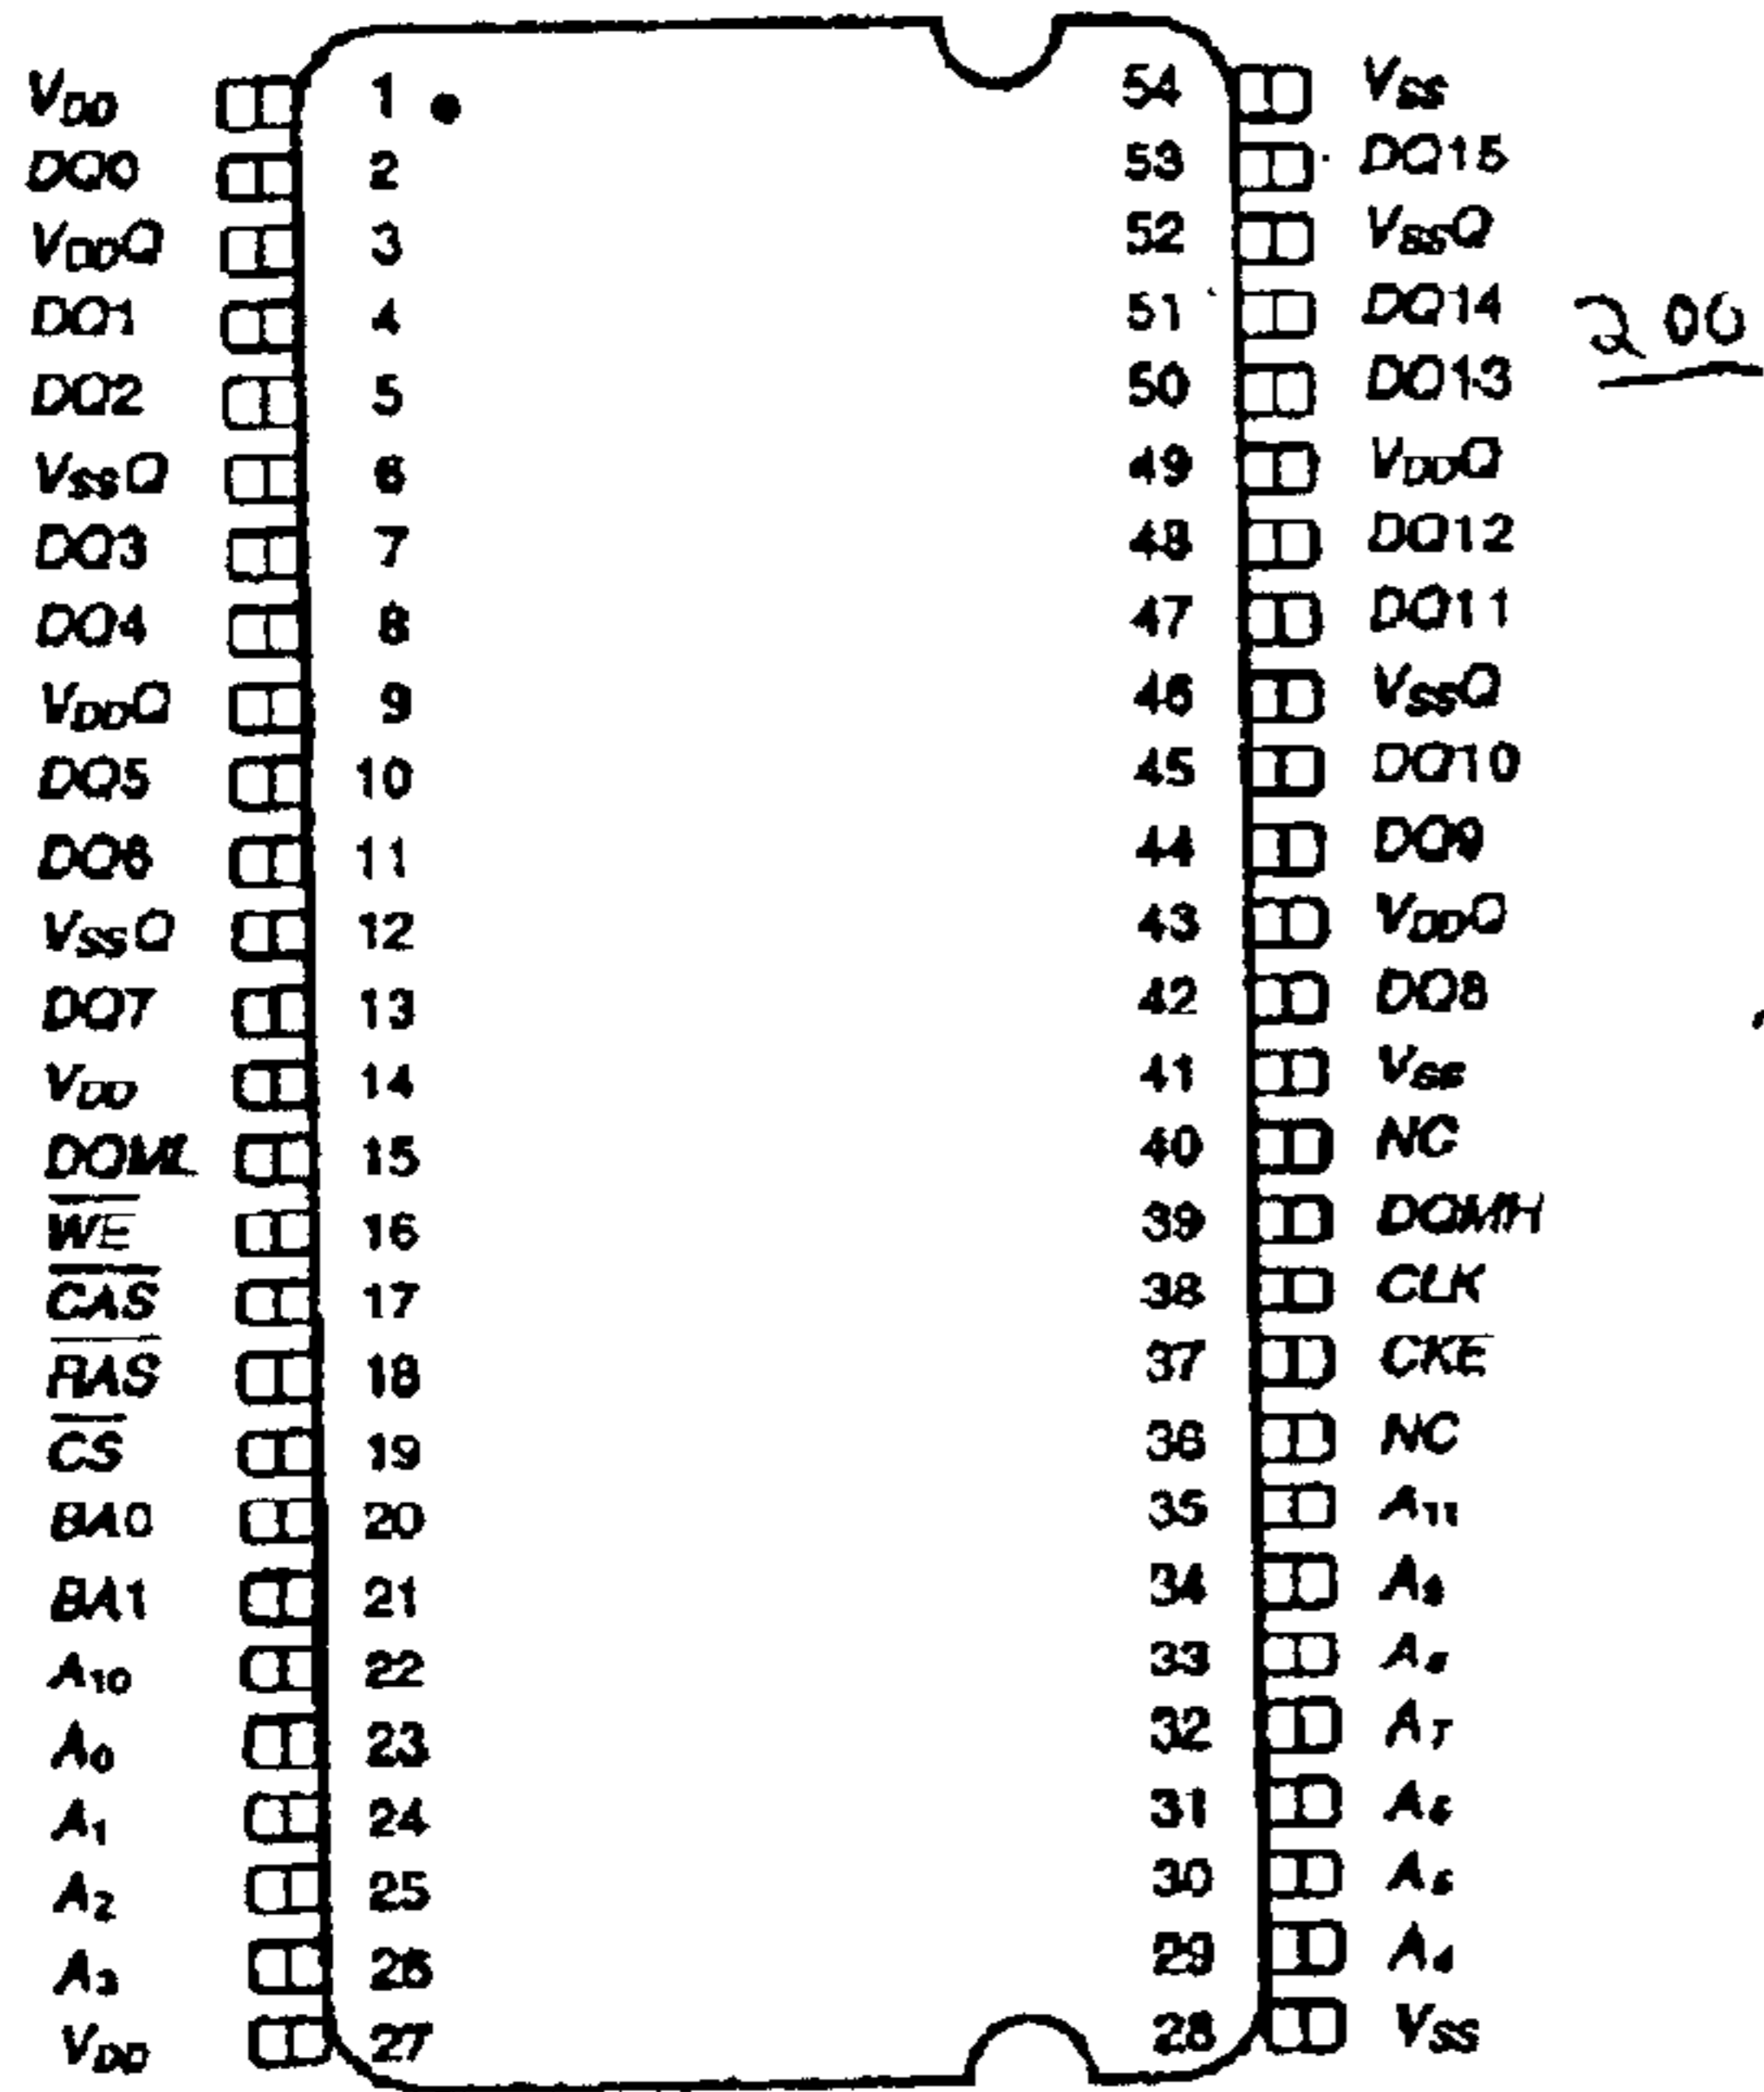 VDD 1 54 VSS
DQ0 2 53 DQ15
VDDQ 3 52 VSSQ
DQ1 4 51 DQ14
200
DQ2 5 50 DQ13
VSSQ 6 49 VDDQ
DQ3 7 48 DQ12
DQ4 8 47 DQ11
VDDQ 9 46 VSSQ
DQ5 10 45 DQ10
DQ6 11 44 DQ9
VSSQ 12 43 VDDQ
DQ7 13 42 DQ8
VDD 14 41 VSS
DQML 15 40 NC
WE 16 39 DQMH
CAS 17 38 CLK
RAS 18 37 CKE
CS 19 36 NC
BA0 20 35 A11
BA1 21 34 A9
A10 22 33 A8
A0 23 32 A7
A1 24 31 A6
A2 25 30 A5
A3 26 29 A4
VDD 27 28 VSS